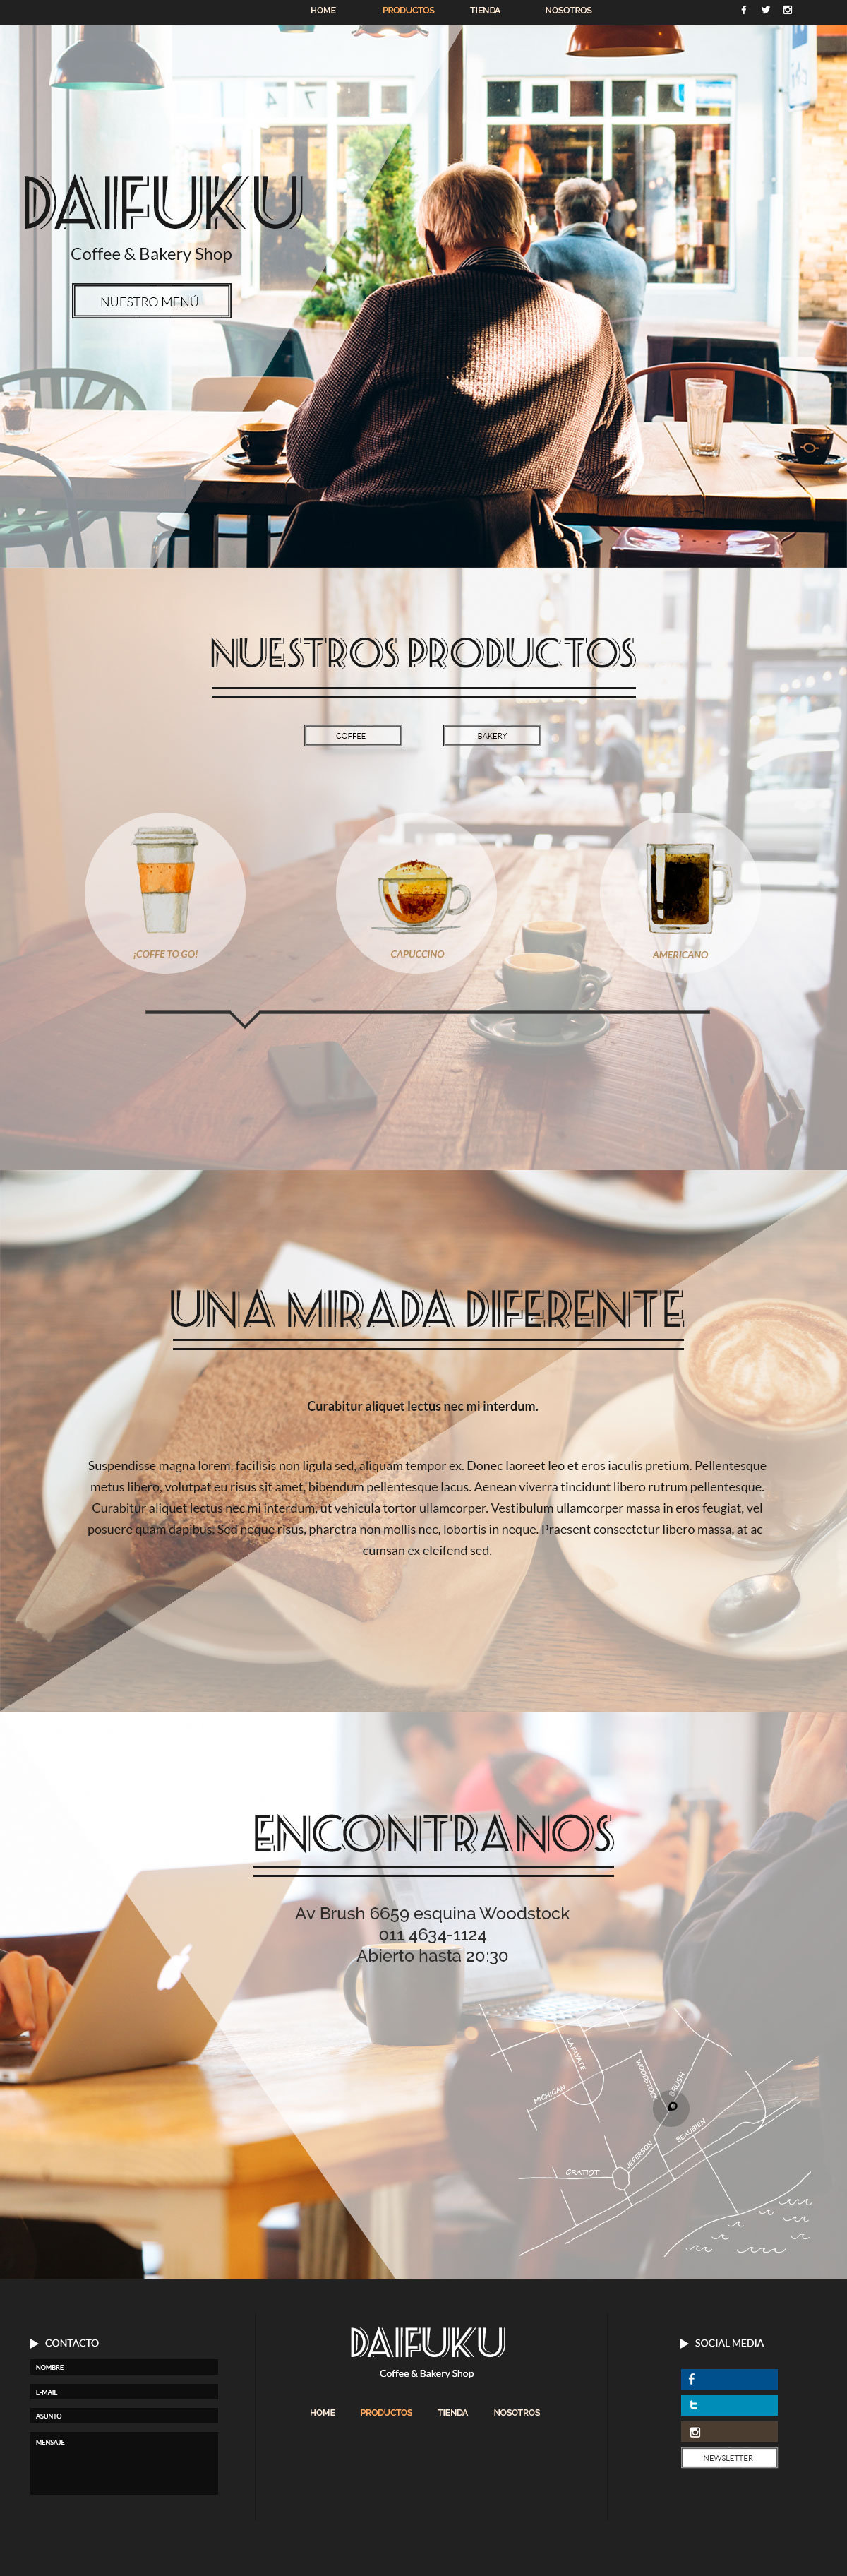 HOME PRODUCTOS TIENDA NOSOTROS
DAIFUKU
Coffee & Bakery Shop
NUESTRO MENÚ
NUESTROS PRODUCTOS
COFFEE BAKERY
¡COFFE TO GO! CAPUCCINO AMERICANO
UNA MIRADA DIFERENTE
Curabitur aliquet lectus nec mi interdum.
Suspendisse magna lorem, facilisis non ligula sed, aliquam tempor ex. Donec laoreet leo et eros iaculis pretium. Pellentesque
metus libero, volutpat eu risus sit amet, bibendum pellentesque lacus. Aenean viverra tincidunt libero rutrum pellentesque.
Curabitur aliquet lectus nec mi interdum, ut vehicula tortor ullamcorper. Vestibulum ullamcorper massa in eros feugiat, vel
posuere quam dapibus. Sed neque risus, pharetra non mollis nec, lobortis in neque. Praesent consectetur libero massa, at ac-
cumsan ex eleifend sed.
ENCONTRANOS
Av Brush 6659 esquina Woodstock
011 4634-1124
Abierto hasta 20:30
LAFAYATE
WOODSTOCK
BRUSH
MICHIGAN
BEAUBIEN
JEFERSON
GRATIOT
CONTACTO
NOMBRE
E-MAIL
ASUNTO
MENSAJE
DAIFUKU
Coffee & Bakery Shop
HOME PRODUCTOS TIENDA NOSOTROS
SOCIAL MEDIA
NEWSLETTER